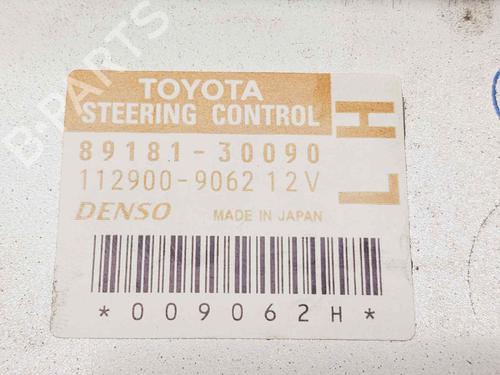 B-PARTS
TOYOTA
STEERING CONTROL
89181-30090
112900-9062 12V
DENSO MADE IN JAPAN
*009062H*
LH